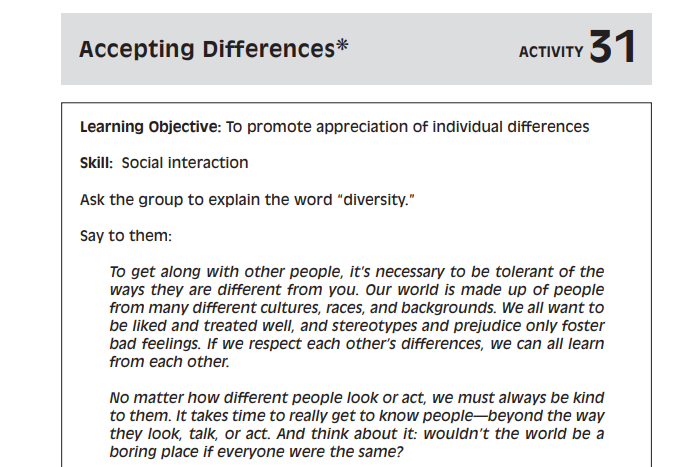 Accepting Differences* ACTIVITY 31
Learning Objective: To promote appreciation of individual differences
Skill: Social interaction
Ask the group to explain the word “diversity.”
Say to them:
To get along with other people, it’s necessary to be tolerant of the
ways they are different from you. Our world is made up of people
from many different cultures, races, and backgrounds. We all want to
be liked and treated well, and stereotypes and prejudice only foster
bad feelings. If we respect each other’s differences, we can all learn
from each other.
No matter how different people look or act, we must always be kind
to them. It takes time to really get to know people—beyond the way
they look, talk, or act. And think about it: wouldn’t the world be a
boring place if everyone were the same?